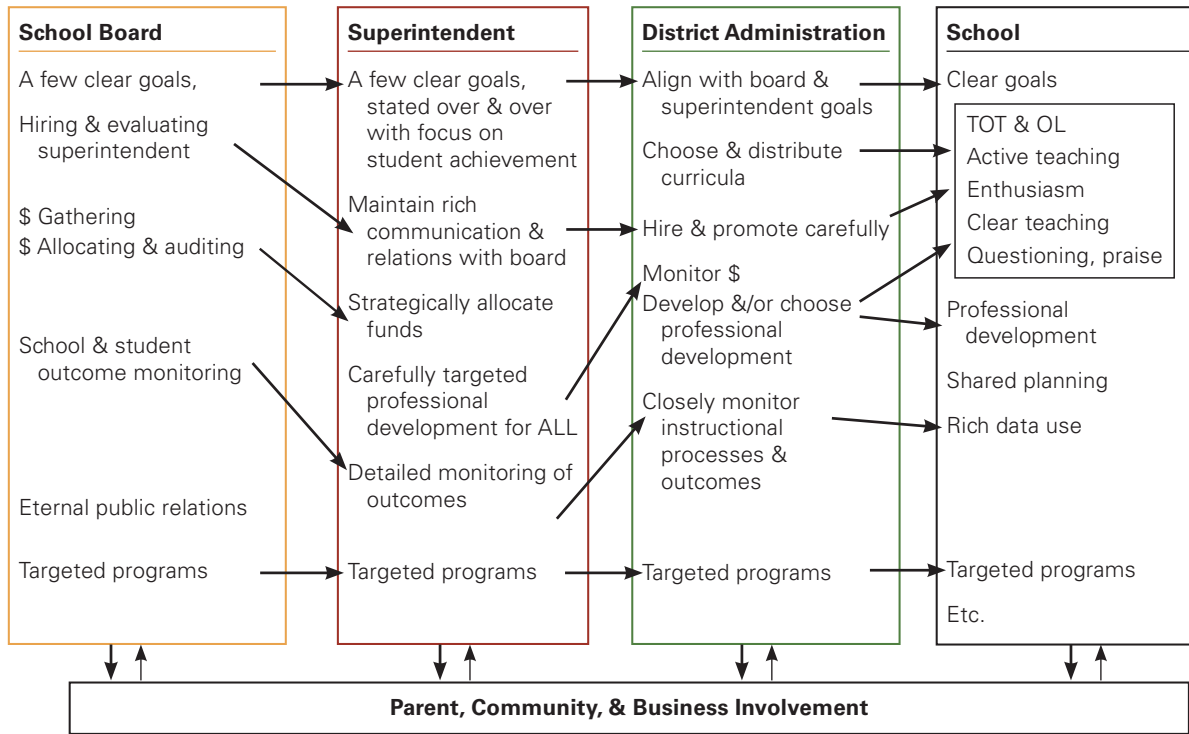 School Board
A few clear goals,
Hiring & evaluating
superintendent
$ Gathering
$ Allocating & auditing
School & student
outcome monitoring
Eternal public relations
Targeted programs
Superintendent
A few clear goals,
stated over & over
with focus on
student achievement
Maintain rich
communication &
relations with board
Strategically allocate
funds
Carefully targeted
professional
development for ALL
Detailed monitoring of
outcomes
Targeted programs
District Administration
Align with board &
superintendent goals
Choose & distribute
curricula
Hire & promote carefully
Monitor $
Develop &/or choose
professional
development
Closely monitor
instructional
processes &
outcomes
Targeted programs
School
Clear goals
TOT & OL
Active teaching
Enthusiasm
Clear teaching
Questioning, praise
Professional
development
Shared planning
Rich data use
Targeted programs
Etc.
Parent, Community, & Business Involvement